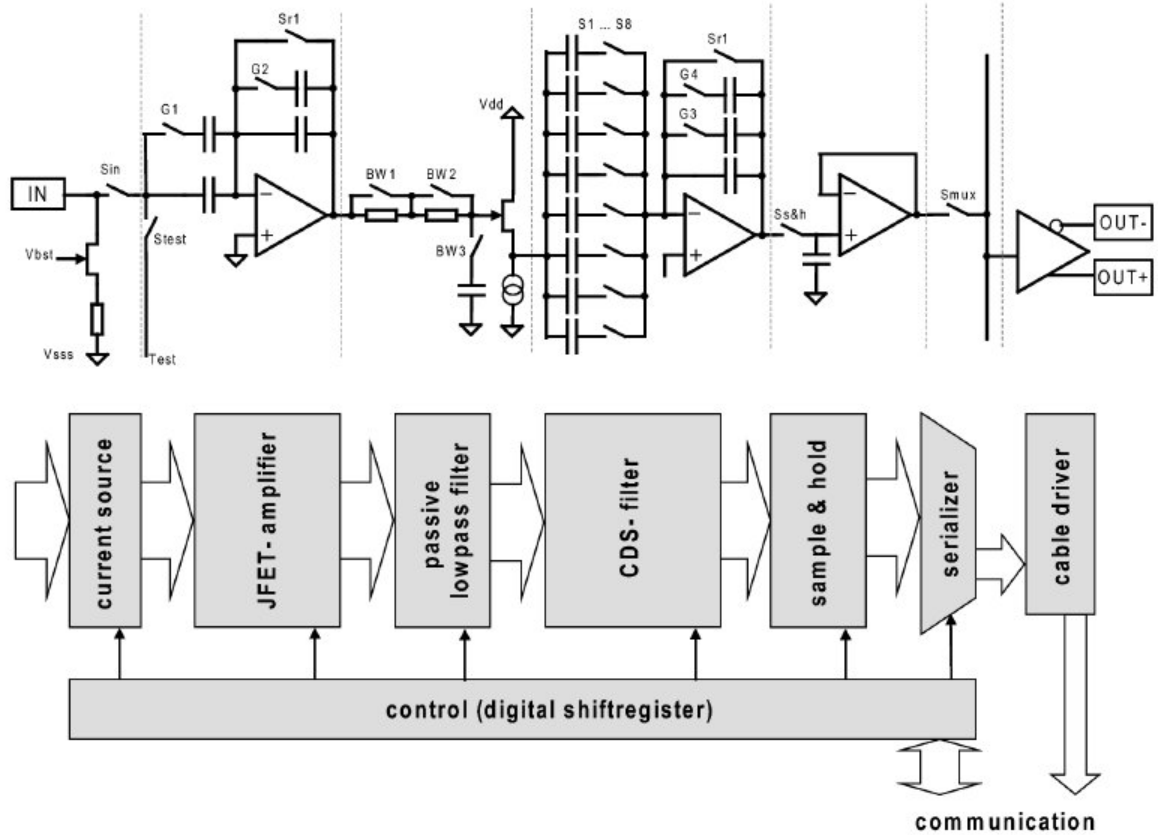 S1 ... S8
Sr1
Sr1
G2
G4
Vdd
G1
G3
Sin
BW1
BW2
Smux
IN
Ss&h
OUT-
Stest
BW3
Vbst
OUT+
Vsss
Test
current source
JFET-amplifier
passive
lowpass filter
CDS-filter
sample & hold
serializer
cable driver
control (digital shiftregister)
communication